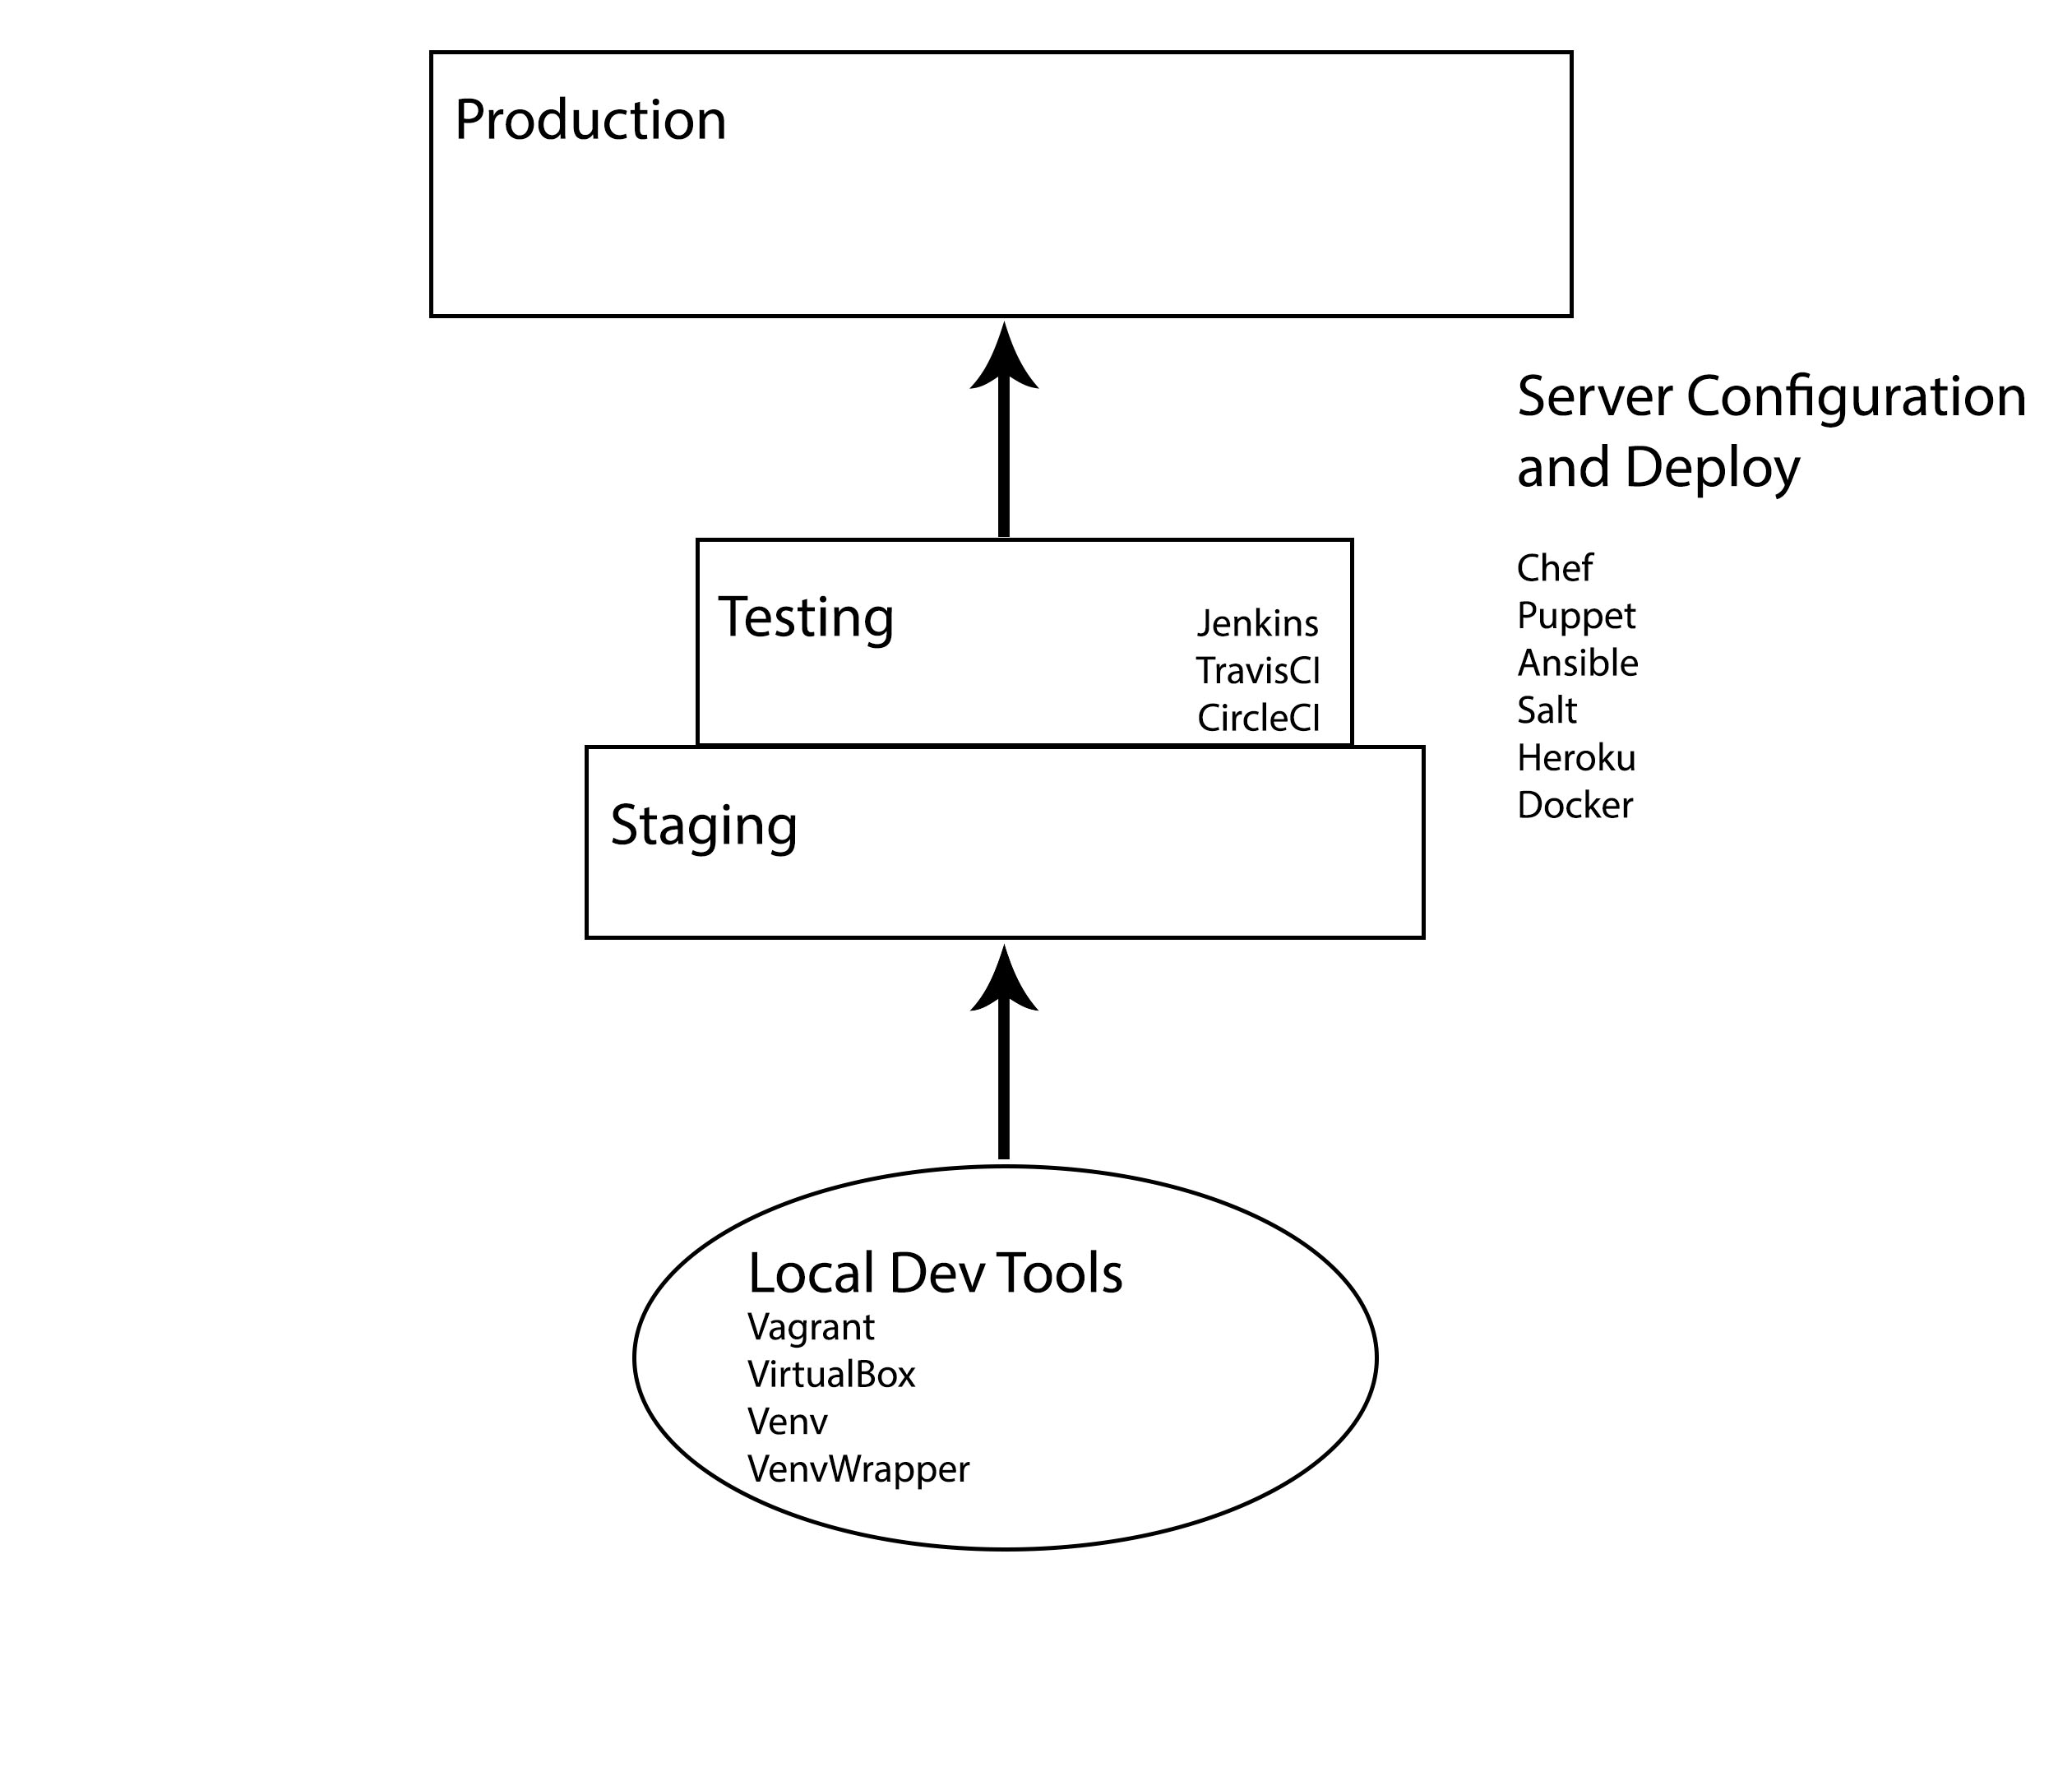 Production
Server Configuration
and Deploy
Chef
Puppet
Ansible
Salt
Heroku
Docker
Testing
Jenkins
TravisCI
CircleCI
Staging
Local Dev Tools
Vagrant
VirtualBox
Venv
VenvWrapper